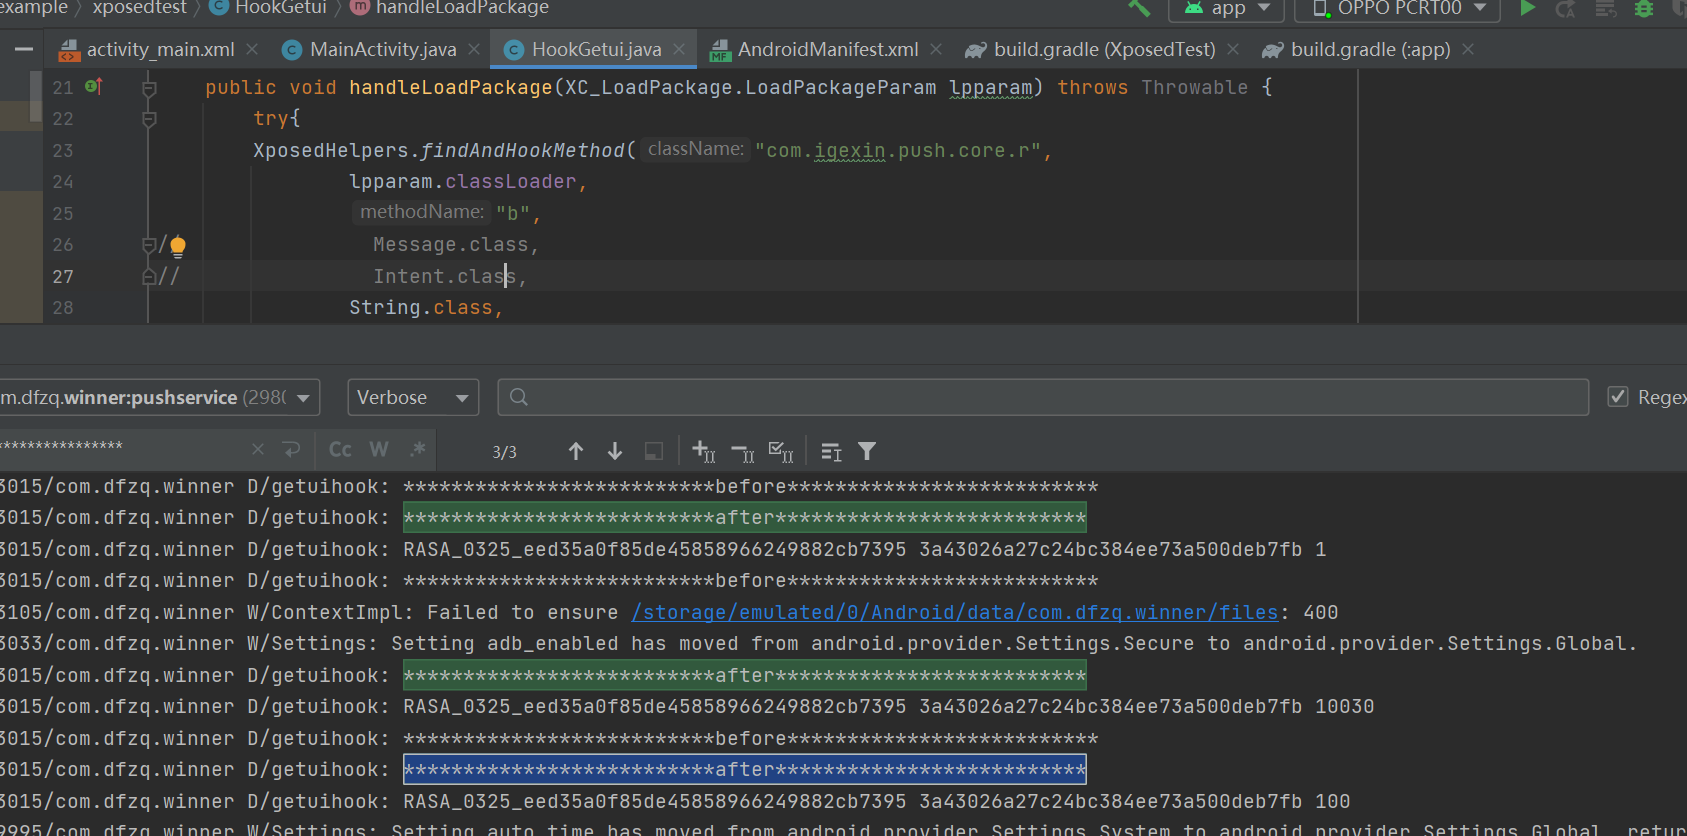 example > xposedtest > HookGetui > handleLoadPackage
app
OPPO PCRT00
activity_main.xml
MainActivity.java
HookGetui.java
AndroidManifest.xml
build.gradle (XposedTest)
build.gradle (:app)
21 public void handleLoadPackage(XC_LoadPackage.LoadPackageParam lpparam) throws Throwable {
22 try{
23 XposedHelpers.findAndHookMethod( className: "com.igexin.push.core.r",
24 lpparam.classLoader,
25 methodName: "b",
26 // Message.class,
27 // Intent.class,
28 String.class,
m.dfzq.winner:pushservice (298
Verbose
Regex
****************
Cc W .*
3/3
3015/com.dfzq.winner D/getuihook: **************************before**************************
3015/com.dfzq.winner D/getuihook: **************************after**************************
3015/com.dfzq.winner D/getuihook: RASA_0325_eed35a0f85de45858966249882cb7395 3a43026a27c24bc384ee73a500deb7fb 1
3015/com.dfzq.winner D/getuihook: **************************before**************************
3105/com.dfzq.winner W/ContextImpl: Failed to ensure /storage/emulated/0/Android/data/com.dfzq.winner/files: 400
3033/com.dfzq.winner W/Settings: Setting adb_enabled has moved from android.provider.Settings.Secure to android.provider.Settings.Global.
3015/com.dfzq.winner D/getuihook: **************************after**************************
3015/com.dfzq.winner D/getuihook: RASA_0325_eed35a0f85de45858966249882cb7395 3a43026a27c24bc384ee73a500deb7fb 10030
3015/com.dfzq.winner D/getuihook: **************************before**************************
3015/com.dfzq.winner D/getuihook: **************************after**************************
3015/com.dfzq.winner D/getuihook: RASA_0325_eed35a0f85de45858966249882cb7395 3a43026a27c24bc384ee73a500deb7fb 100
9995/com.dfzq.winner W/Settings: Setting auto_time has moved from android.provider.Settings.System to android.provider.Settings.Global, retur